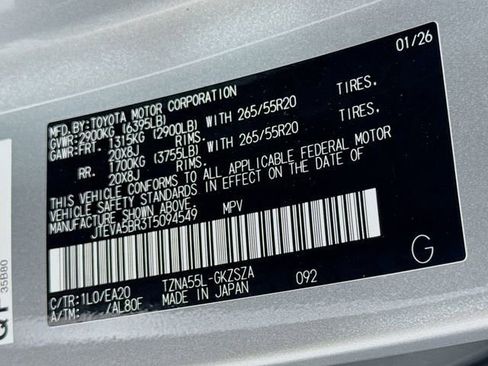 01/26
MFD.BY:TOYOTA MOTOR CORPORATION
GVWR:2900KG (6395LB)
GAWR:FRT. 1315KG (2900LB) WITH 265/55R20 TIRES,
20X8J RIMS.
RR. 1700KG (3755LB) WITH 265/55R20 TIRES,
20X8J RIMS.
THIS VEHICLE CONFORMS TO ALL APPLICABLE FEDERAL MOTOR
VEHICLE SAFETY STANDARDS IN EFFECT ON THE DATE OF
MANUFACTURE SHOWN ABOVE.
JTEVA5BR3T5094549 MPV
C/TR:1L0/EA20 TZNA55L-GKZSZA 092
A/TM: /AL80F MADE IN JAPAN
G
35B80